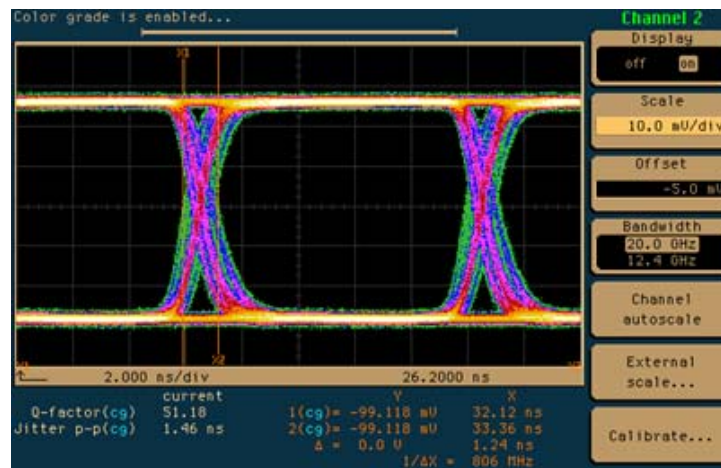 Color grade is enabled...
Channel 2
Display
off on
Scale
10.0 mV/div
Offset
-5.0 mV
Bandwidth
20.0 GHz
12.4 GHz
Channel
autoscale
External
scale...
Calibrate...
X1
X2
2.000 ns/div 26.2000 ns
current Y X
Q-factor(cg) 51.18 1(cg)= -99.118 mV 32.12 ns
Jitter p-p(cg) 1.46 ns 2(cg)= -99.118 mV 33.36 ns
Δ = 0.0 V 1.24 ns
1/ΔX = 806 MHz